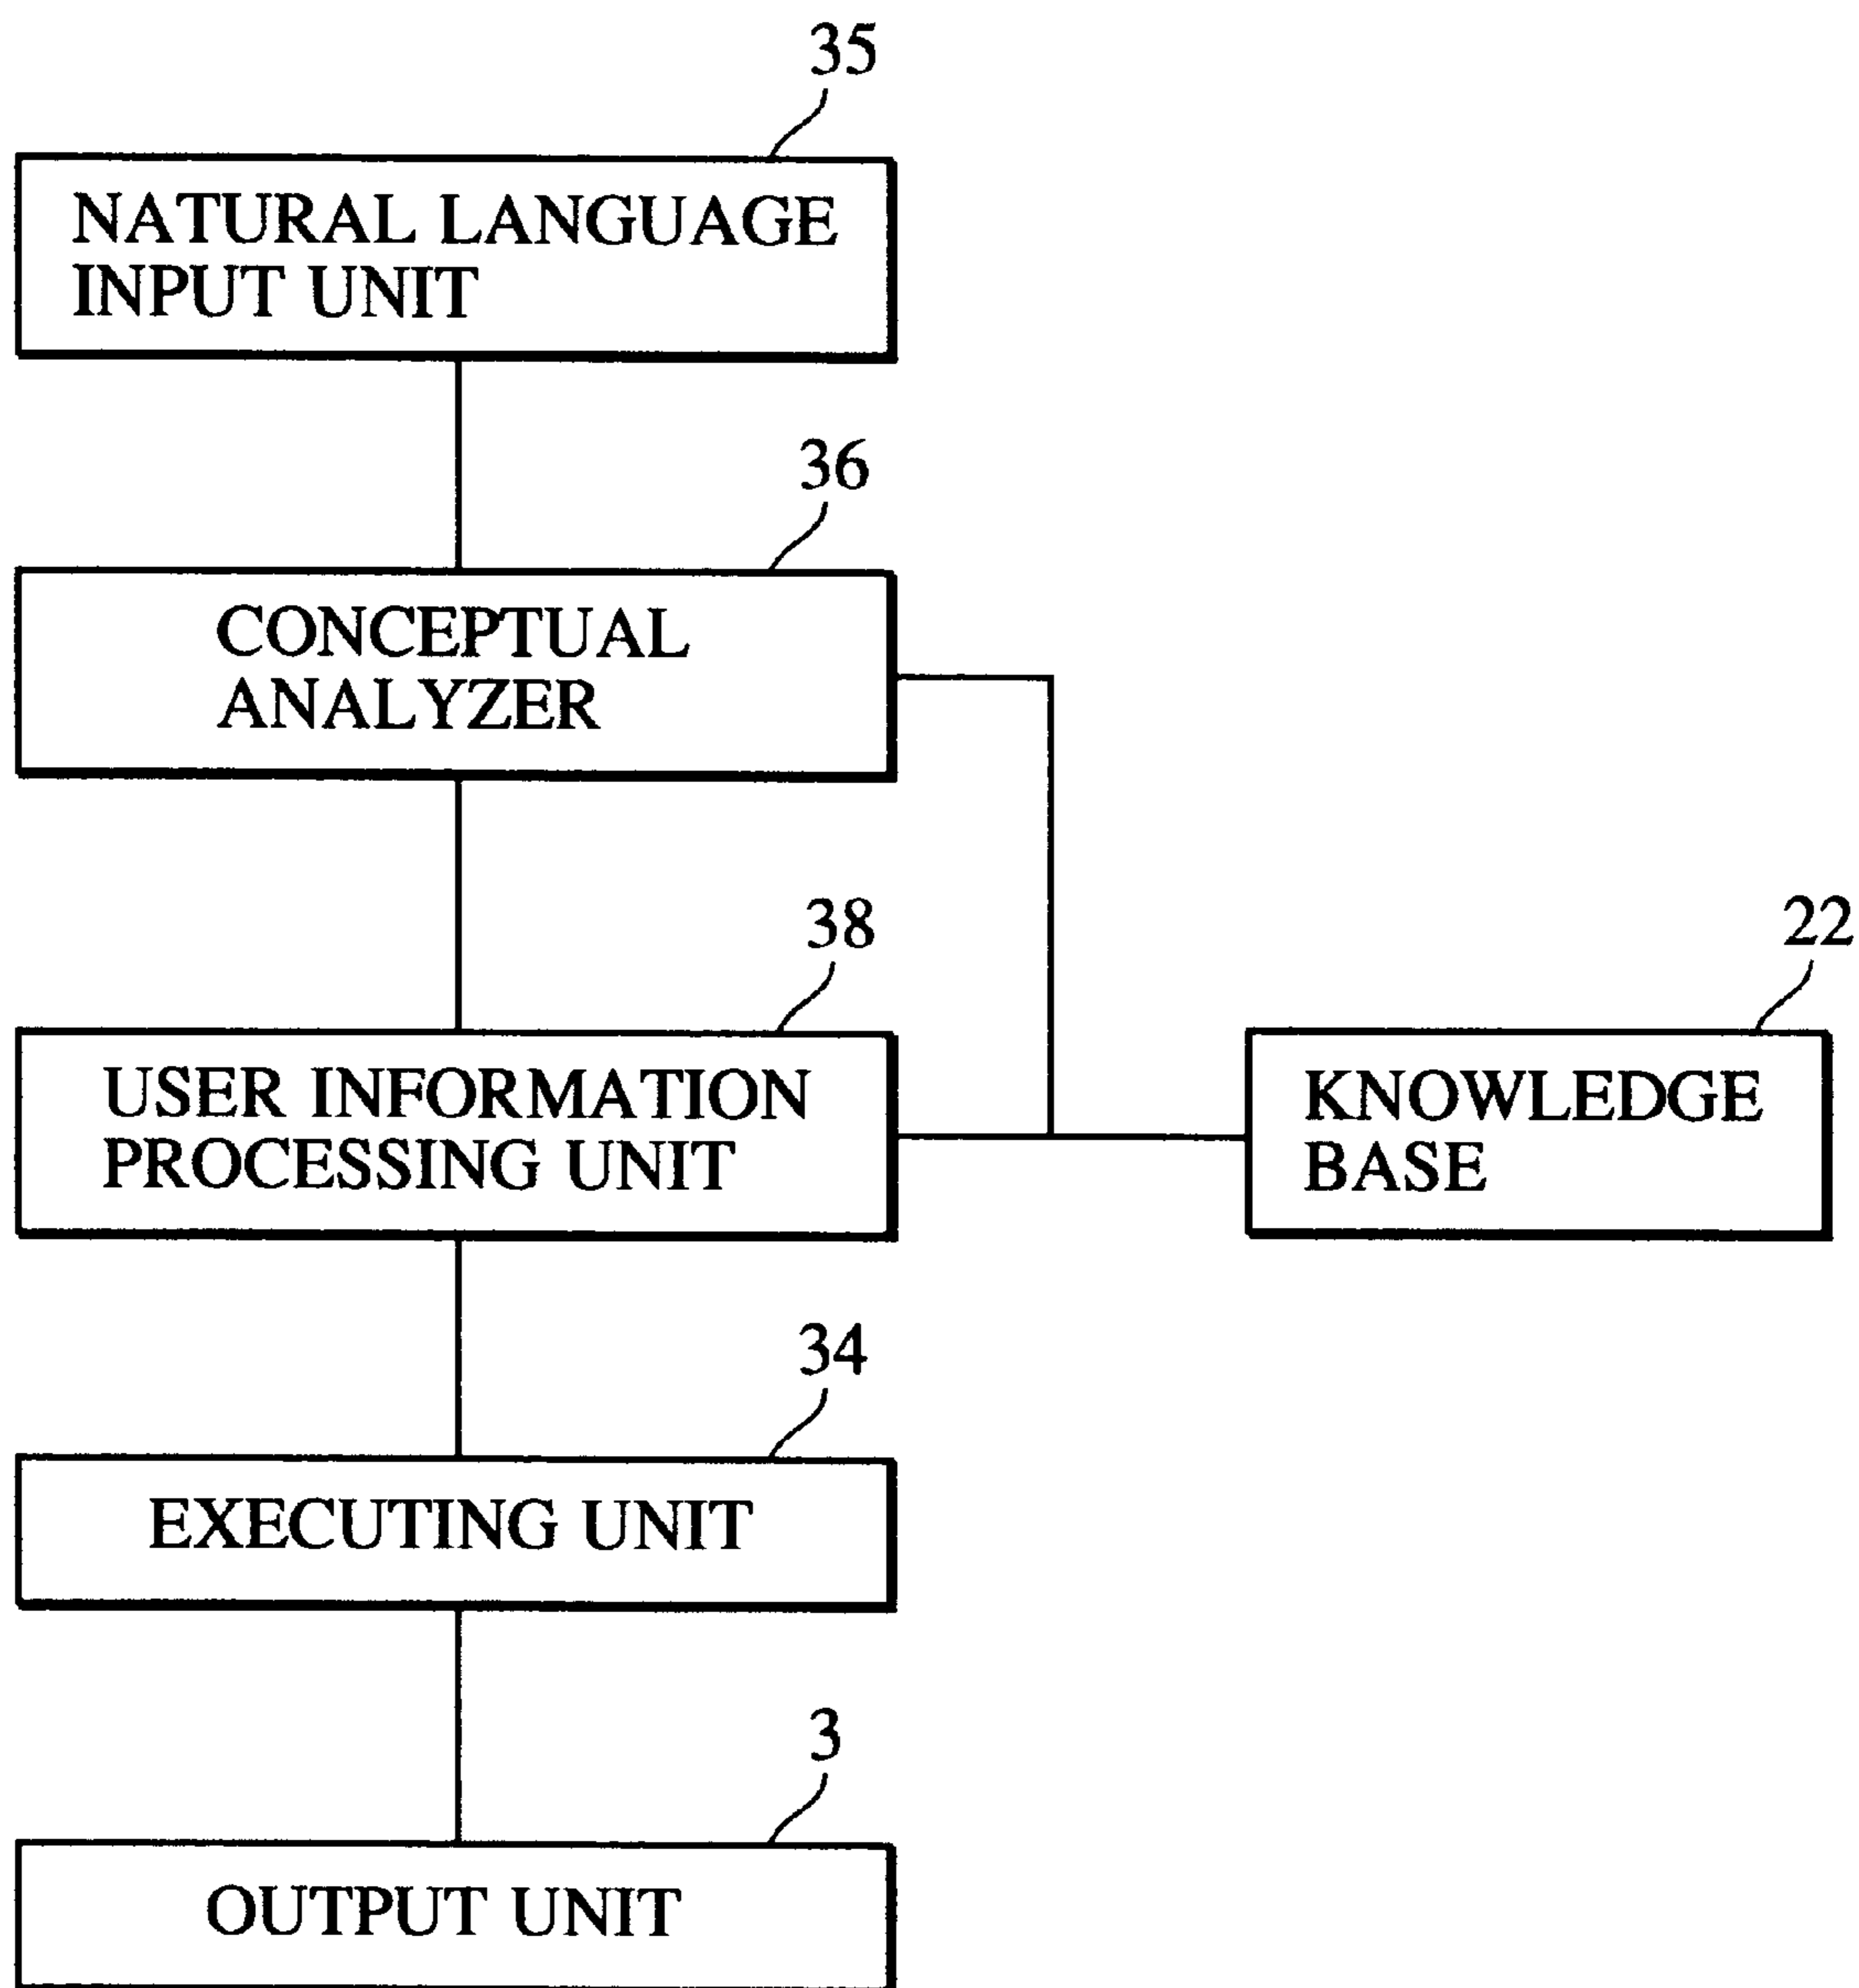 35
NATURAL LANGUAGE
INPUT UNIT
36
CONCEPTUAL
ANALYZER
38
USER INFORMATION
PROCESSING UNIT
22
KNOWLEDGE
BASE
34
EXECUTING UNIT
3
OUTPUT UNIT